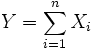 Y = \sum_{i=1}^{n} X_i